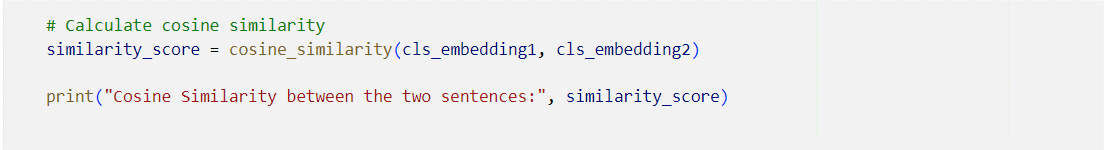 # Calculate cosine similarity
similarity_score = cosine_similarity(cls_embedding1, cls_embedding2)
print("Cosine Similarity between the two sentences:", similarity_score)